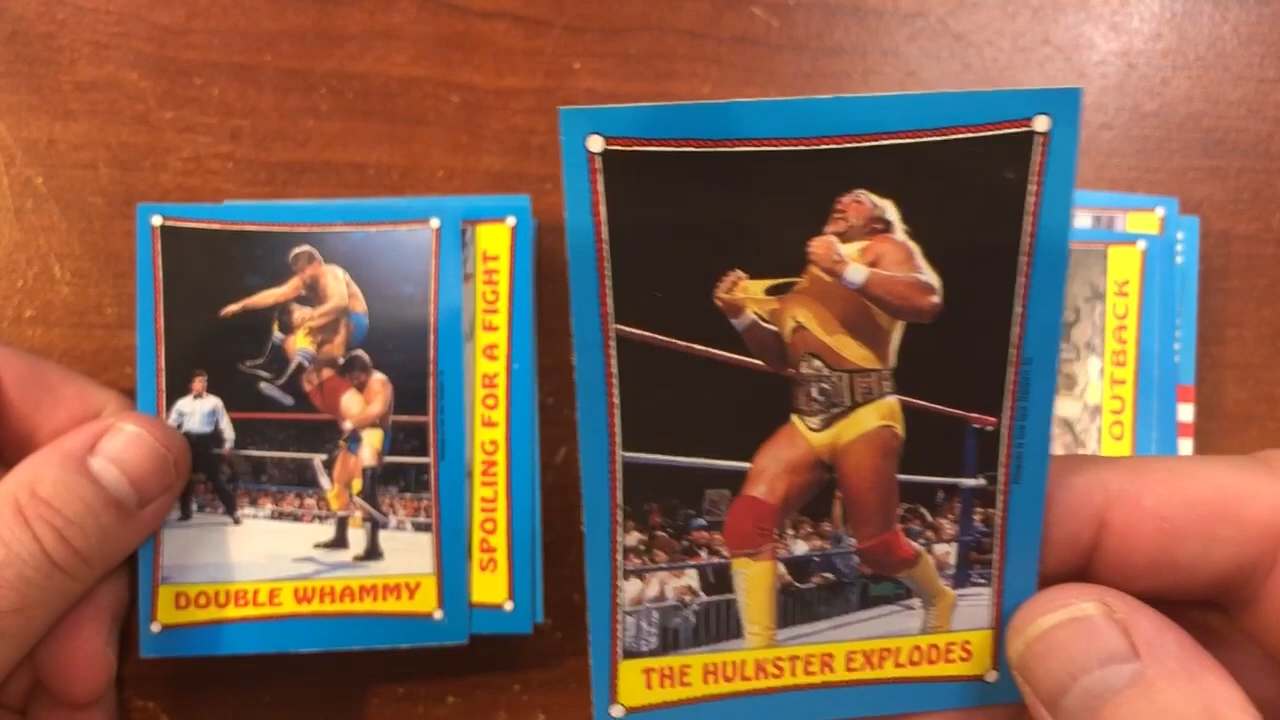 DOUBLE WHAMMY
SPOILING FOR A FIGHT
THE HULKSTER EXPLODES
OUTBACK